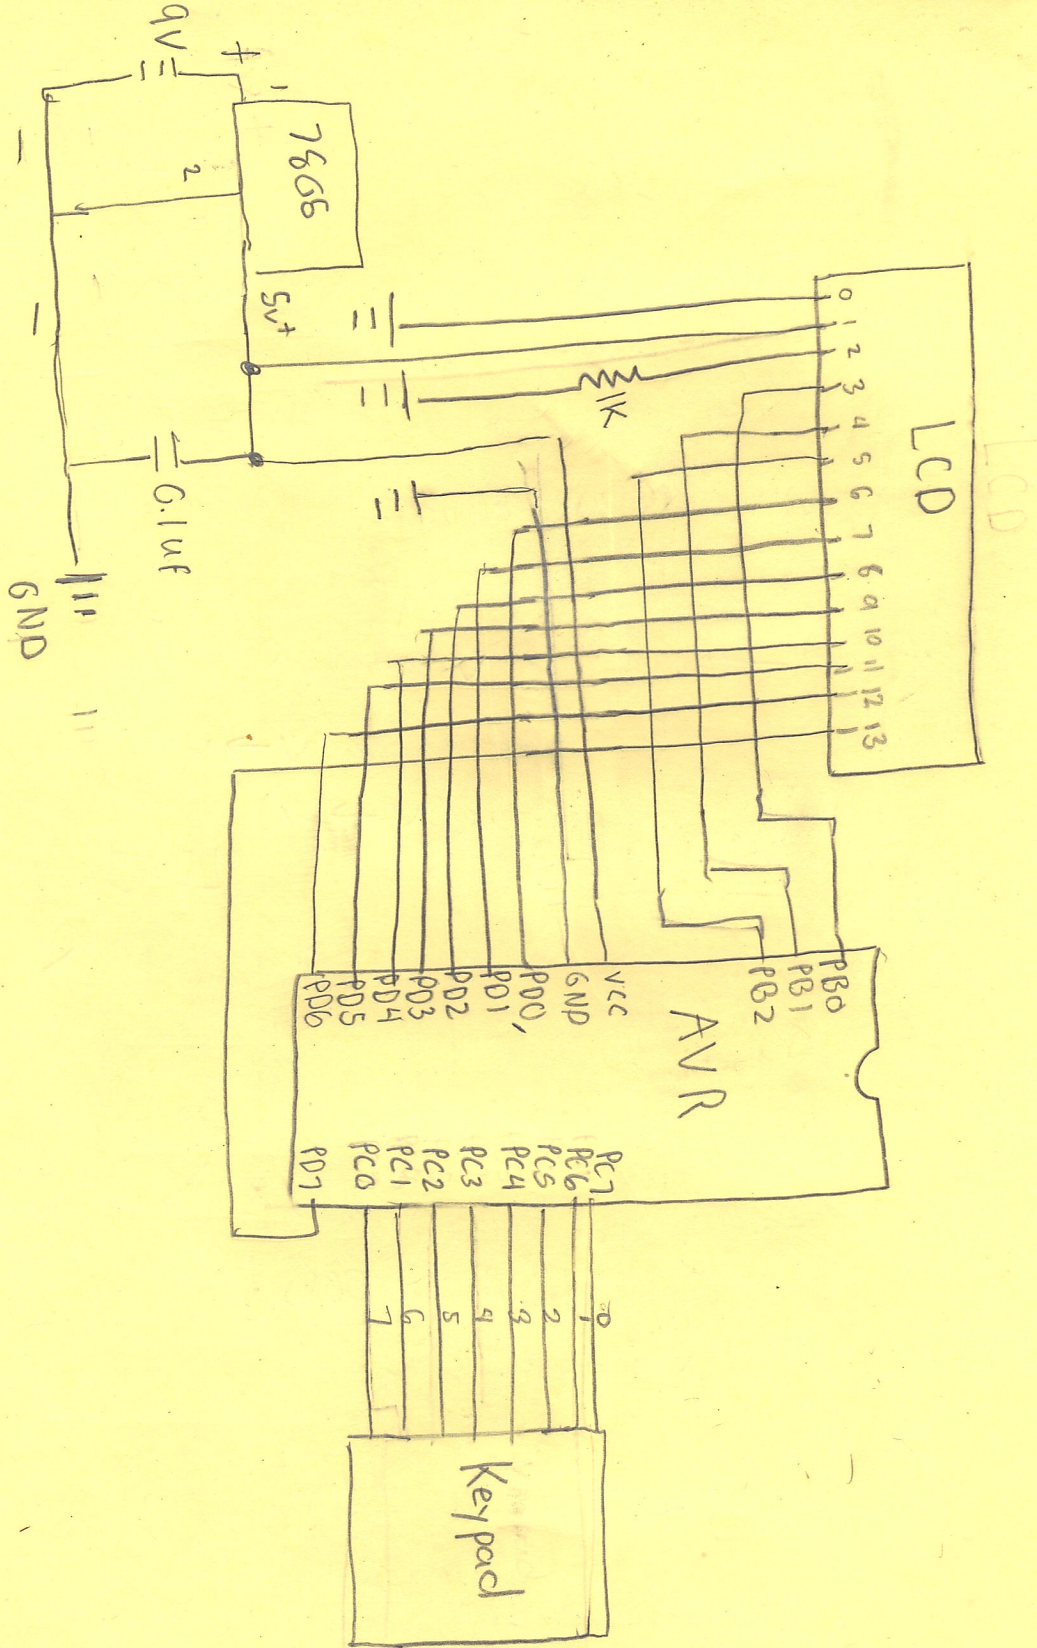 LCD
0
1
2
3
4
5
6
7
8
9
10
11
12
13
9V
+
1
2
5V+
1K
0.1uf
GND
AVR
PB0
PB1
PB2
VCC
GND
PD0,
PD1
PD2
PD3
PD4
PD5
PD6
PC7
PC6
PC5
PC4
PC3
PC2
PC1
PC0
PD7
0
1
2
3
4
5
6
7
Keypad
LCD